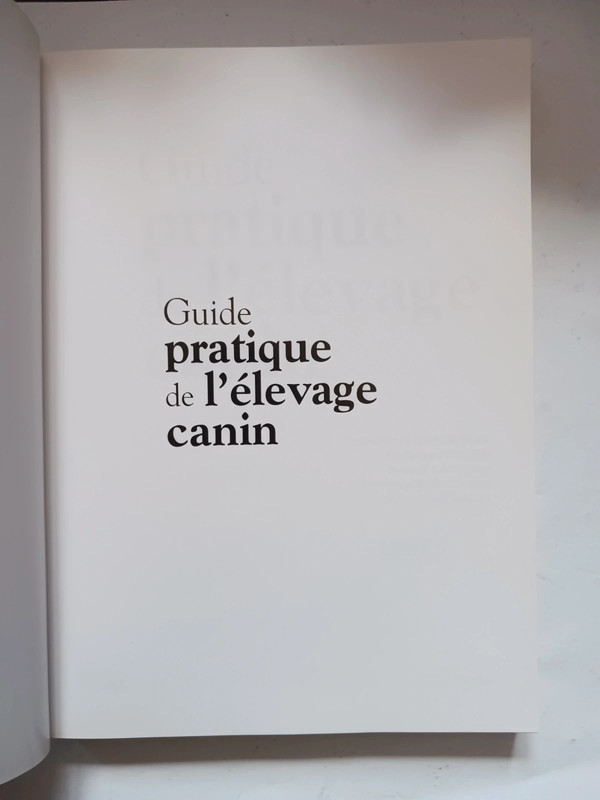 Guide
pratique
de l'élevage
canin